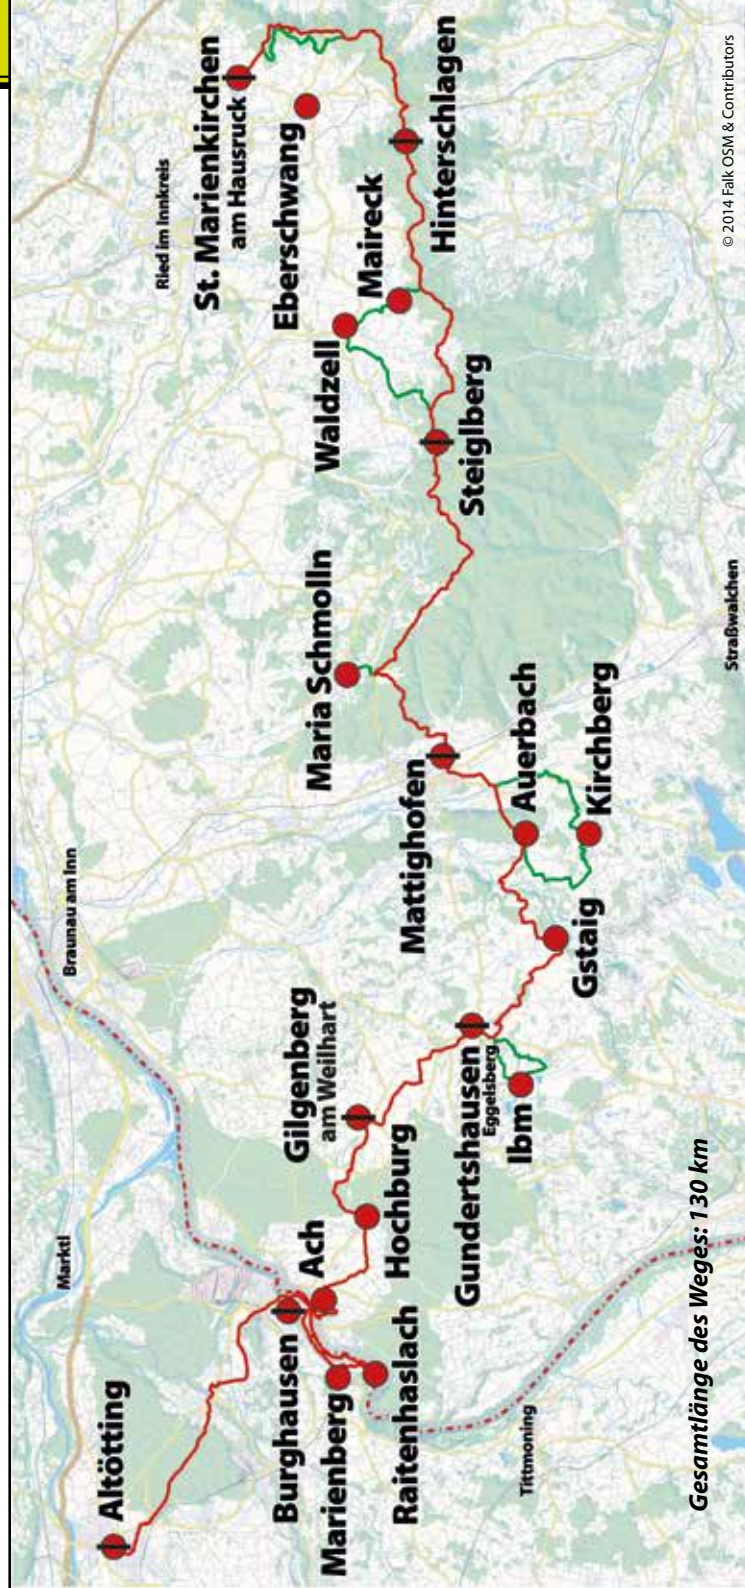 Altötting
Marktl
Burghausen
Marienberg
Raitenhaslach
Ach
Hochburg
Tittmoning
Gilgenberg
am Weilhart
Braunau am Inn
Gundertshausen
Eggelsberg
Ibm
Gstaig
Mattighofen
Auerbach
Kirchberg
Maria Schmolln
Straßwalchen
Steiglberg
Waldzell
Maireck
Ried im Innkreis
St. Marienkirchen
am Hausruck
Eberschwang
Hinterschlagen
Gesamtlänge des Weges: 130 km
© 2014 Falk OSM & Contributors